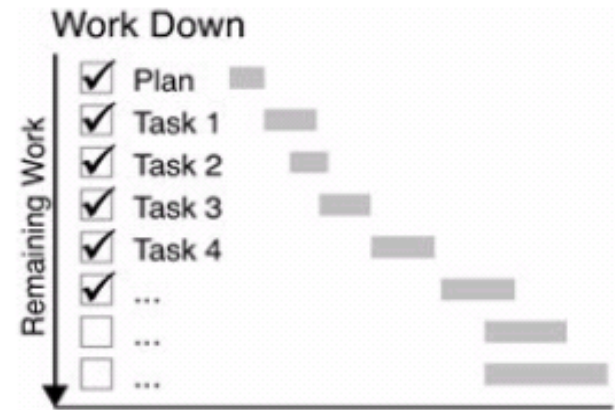 Work Down
Remaining Work
Plan
Task 1
Task 2
Task 3
Task 4
...
...
...